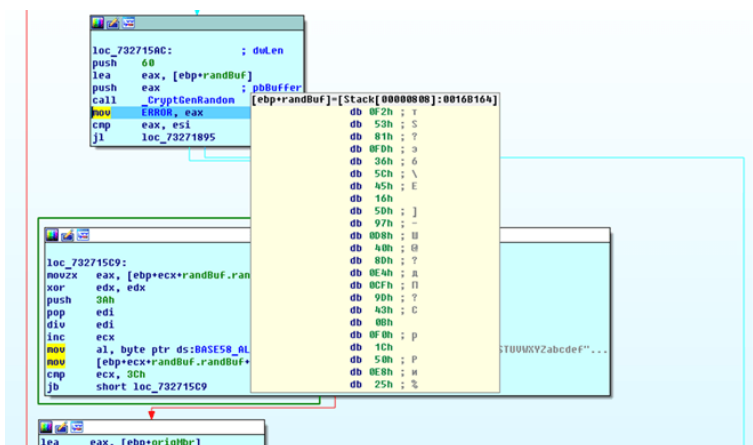 loc_732715AC: ; dwLen
push 60
lea eax, [ebp+randBuf]
push eax ; pbBuffer
call _CryptGenRandom
mov ERROR, eax
cmp eax, esi
jl loc_73271895
[ebp+randBuf]=[Stack[00000808]:0016B164]
db 0F2h ; т
db 53h ; S
db 81h ; ?
db 0FDh ; э
db 36h ; 6
db 5Ch ; \
db 45h ; E
db 16h
db 5Dh ; ]
db 97h ; -
db 0D8h ; Ш
db 40h ; @
db 8Dh ; ?
db 0E4h ; д
db 0CFh ; П
db 9Dh ; ?
db 43h ; C
db 0Bh
db 0F0h ; р
db 1Ch
db 50h ; P
db 0E8h ; и
db 25h ; %
loc_732715C9:
movzx eax, [ebp+ecx+randBuf.ran
xor edx, edx
push 3Ah
pop edi
div edi
inc ecx
mov al, byte ptr ds:BASE58_AL
STUVWXYZabcdef"...
mov [ebp+ecx+randBuf.randBuf+
cmp ecx, 3Ch
jb short loc_732715C9
lea eax, [ebp+origMbr]